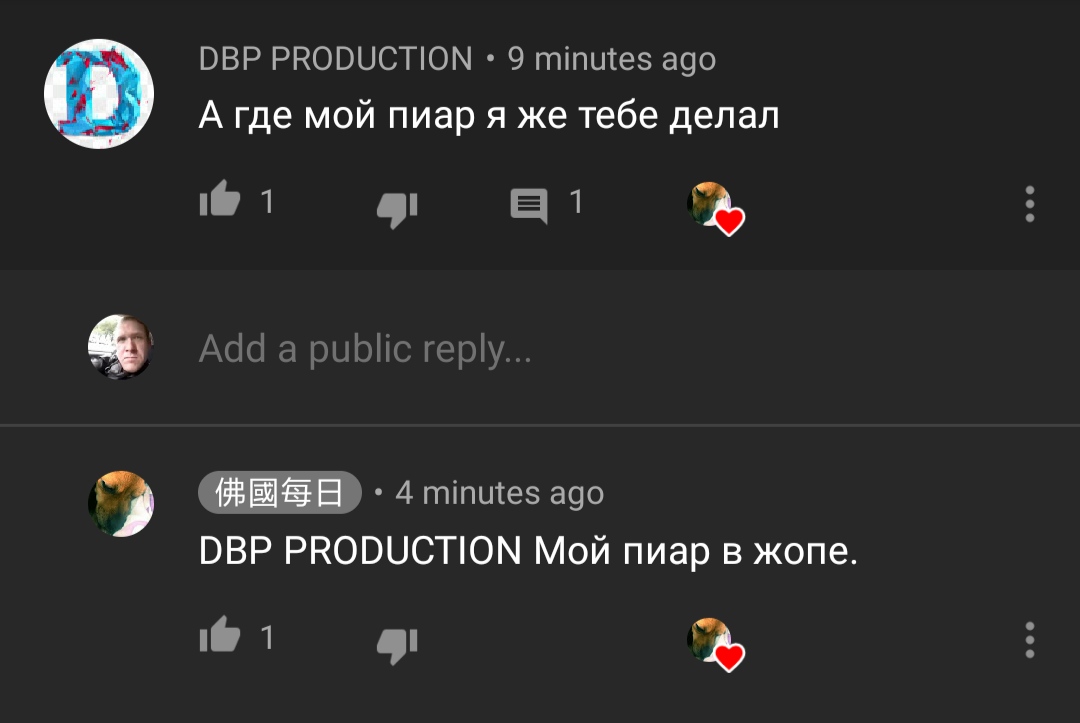 DBP PRODUCTION • 9 minutes ago
А где мой пиар я же тебе делал
1 1
Add a public reply...
佛國每日 • 4 minutes ago
DBP PRODUCTION Мой пиар в жопе.
1